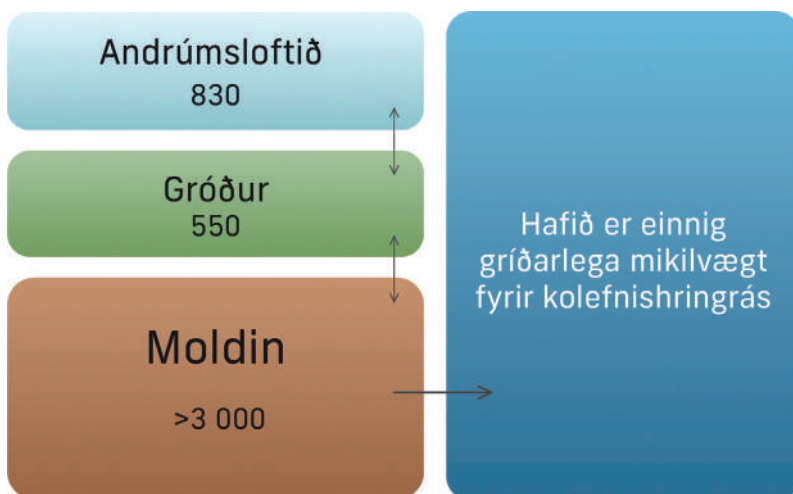 Andrúmsloftið
830
Gróður
550
Moldin
>3 000
Hafið er einnig
gríðarlega mikilvægt
fyrir kolefnishringrás